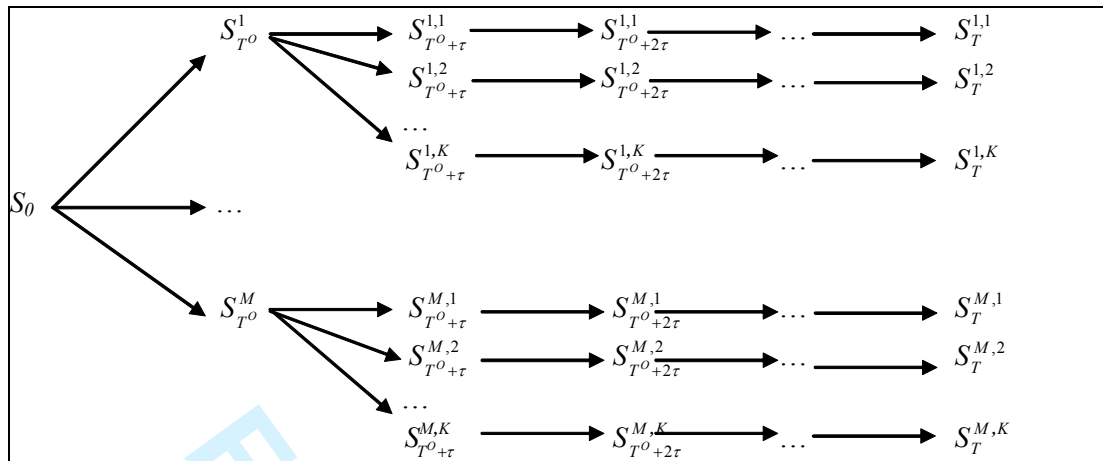 S_{T^O}^{1} S_{T^O+τ}^{1,1} S_{T^O+2τ}^{1,1} ... S_T^{1,1}
S_{T^O+τ}^{1,2} S_{T^O+2τ}^{1,2} ... S_T^{1,2}
...
S_{T^O+τ}^{1,K} S_{T^O+2τ}^{1,K} ... S_T^{1,K}
S_0 ...
S_{T^O}^{M} S_{T^O+τ}^{M,1} S_{T^O+2τ}^{M,1} ... S_T^{M,1}
S_{T^O+τ}^{M,2} S_{T^O+2τ}^{M,2} ... S_T^{M,2}
...
S_{T^O+τ}^{M,K} S_{T^O+2τ}^{M,K} ... S_T^{M,K}